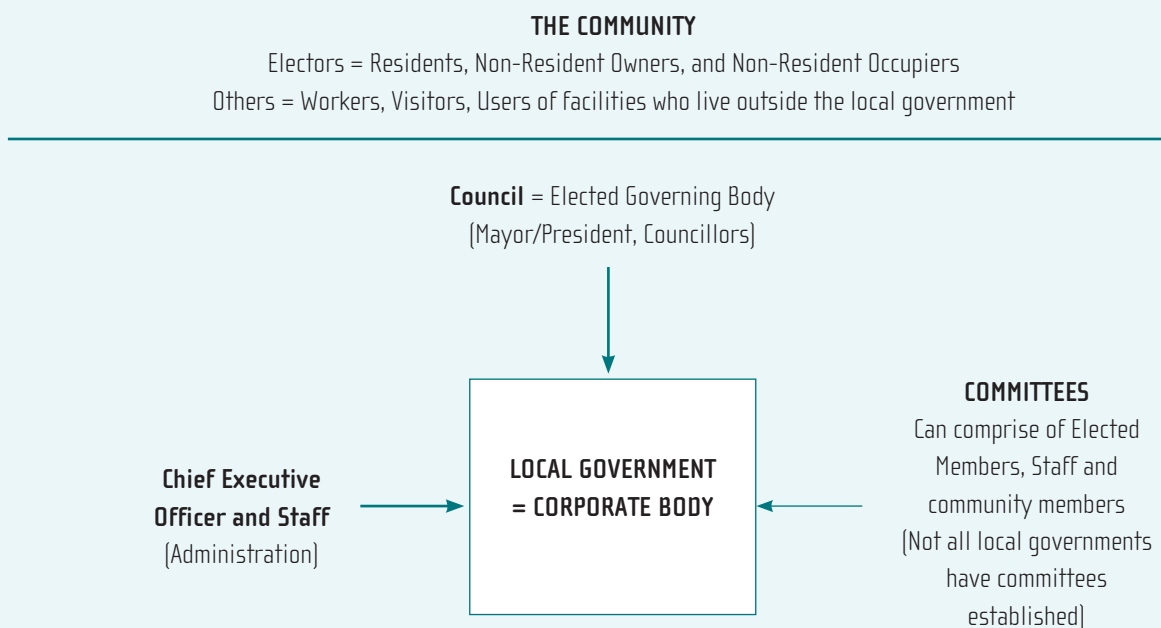 THE COMMUNITY
Electors = Residents, Non-Resident Owners, and Non-Resident Occupiers
Others = Workers, Visitors, Users of facilities who live outside the local government
Council = Elected Governing Body
(Mayor/President, Councillors)
Chief Executive
Officer and Staff
(Administration)
LOCAL GOVERNMENT
= CORPORATE BODY
COMMITTEES
Can comprise of Elected
Members, Staff and
community members
(Not all local governments
have committees
established)